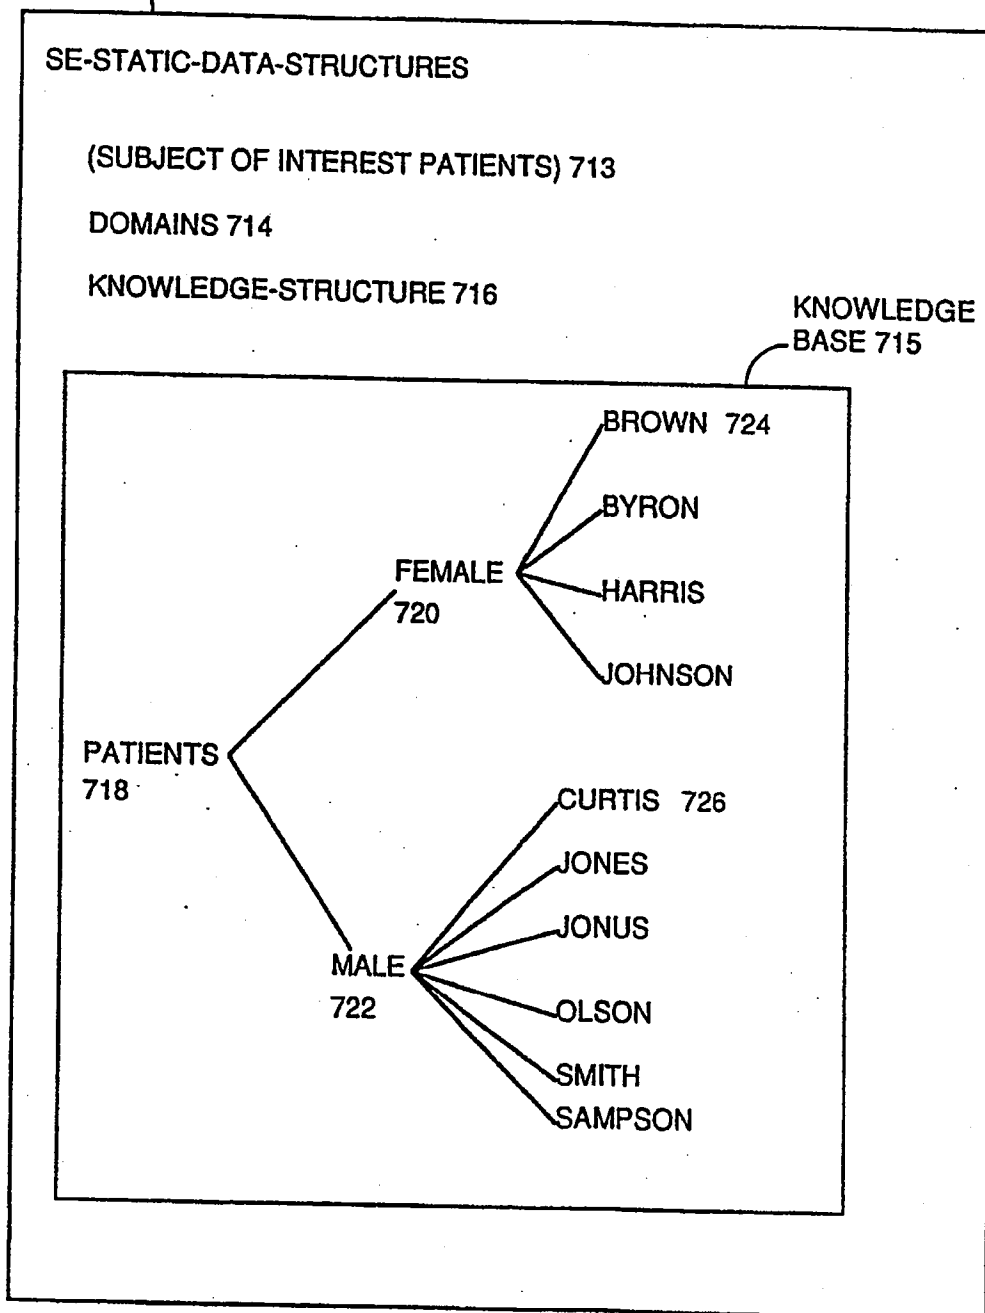 SE-STATIC-DATA-STRUCTURES
(SUBJECT OF INTEREST PATIENTS) 713
DOMAINS 714
KNOWLEDGE-STRUCTURE 716
KNOWLEDGE
BASE 715
BROWN 724
BYRON
FEMALE
720
HARRIS
JOHNSON
PATIENTS
718
CURTIS 726
JONES
JONUS
MALE
722
OLSON
SMITH
SAMPSON